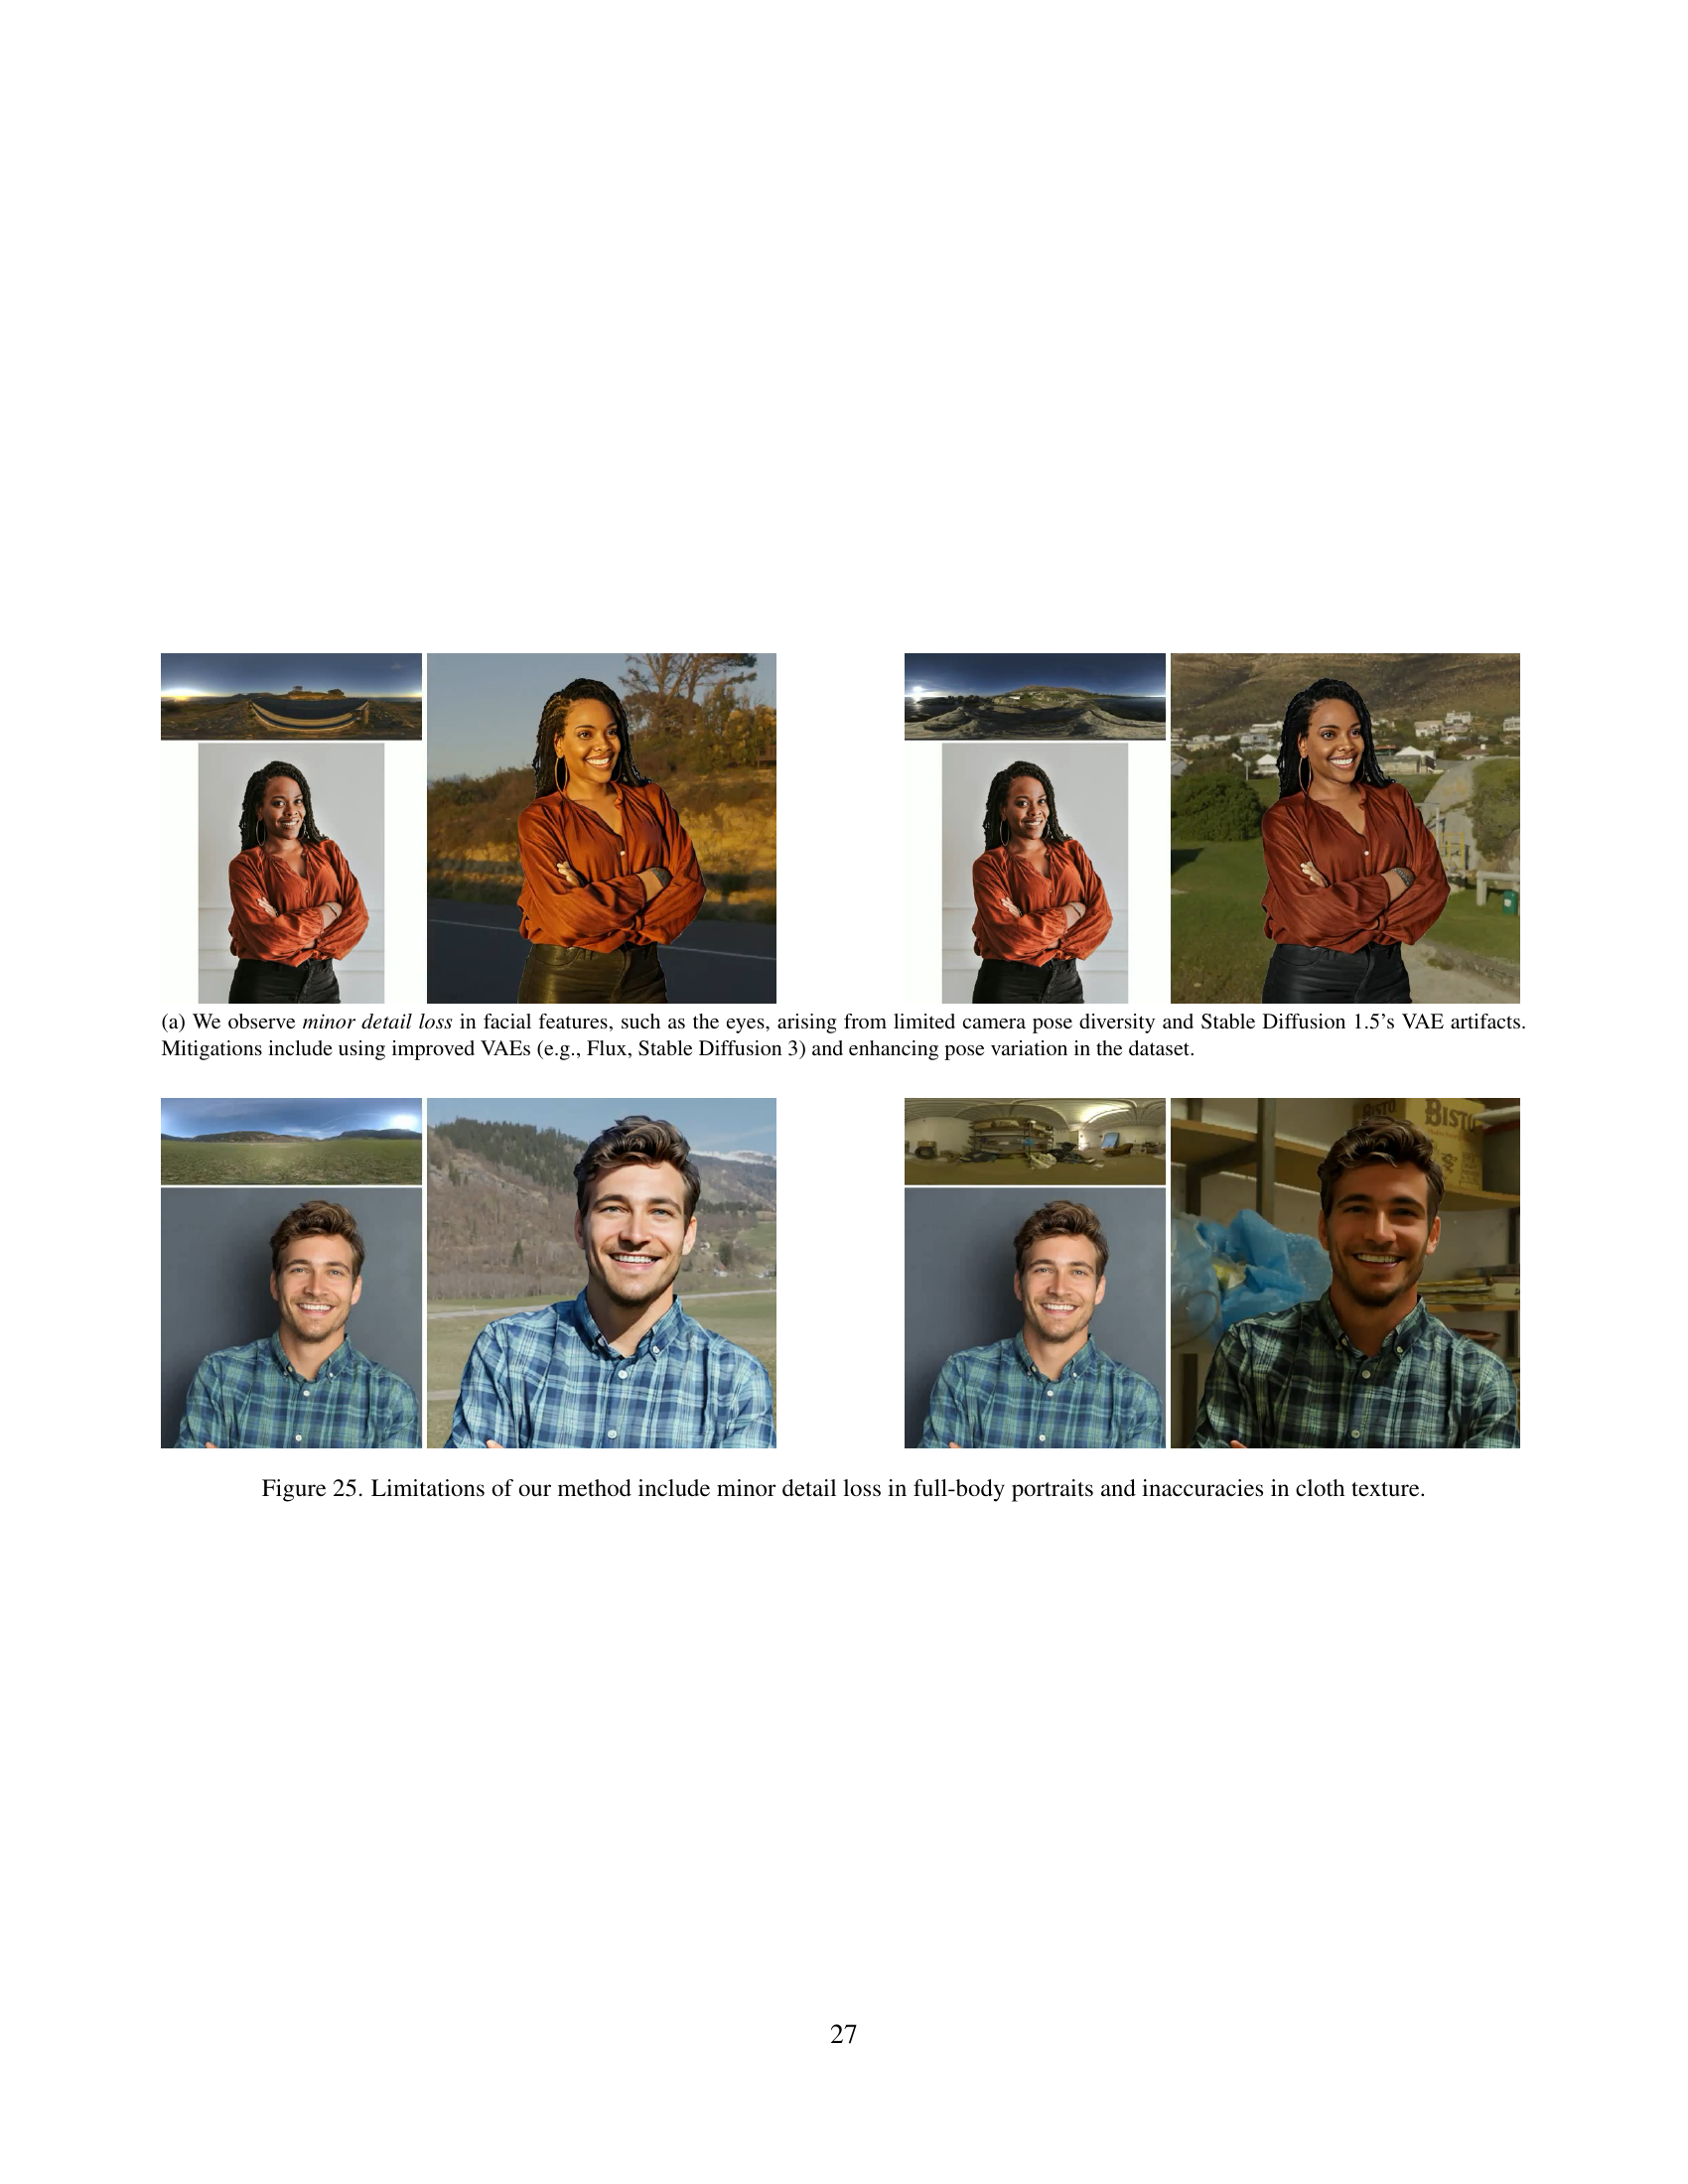 BISTO
BISTO
(a) We observe minor detail loss in facial features, such as the eyes, arising from limited camera pose diversity and Stable Diffusion 1.5's VAE artifacts.
Mitigations include using improved VAEs (e.g., Flux, Stable Diffusion 3) and enhancing pose variation in the dataset.
Figure 25. Limitations of our method include minor detail loss in full-body portraits and inaccuracies in cloth texture.
27